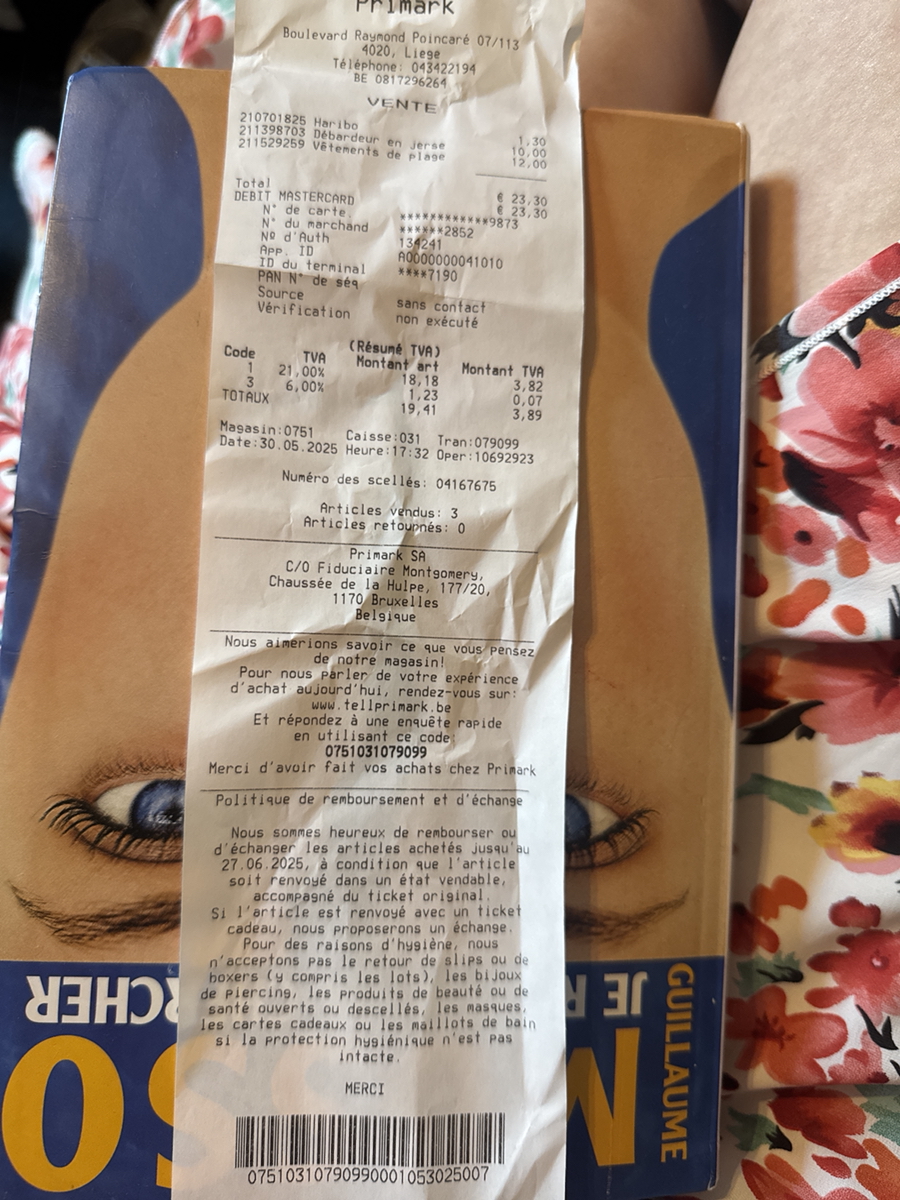 Primark
Boulevard Raymond Poincaré 07/113
4020, Liege
Téléphone: 043422194
BE 0817296264
VENTE
210701825 Haribo 1,30
211398703 Débardeur en jerse 10,00
211529259 Vêtements de plage 12,00
Total € 23,30
DEBIT MASTERCARD € 23,30
N° de carte. ************9873
N° du marchand ******2852
Nº d'Auth 134241
App. ID A0000000041010
ID du terminal ****7190
PAN N° de séq
Source sans contact
Vérification non exécuté
(Résumé TVA)
Code TVA Montant art Montant TVA
1 21,00% 18,18 3,82
3 6,00% 1,23 0,07
TOTAUX 19,41 3,89
Magasin:0751 Caisse:031 Tran:079099
Date:30.05.2025 Heure:17:32 Oper:10692923
Numéro des scellés: 04167675
Articles vendus: 3
Articles retournés: 0
Primark SA
C/O Fiduciaire Montgomery,
Chaussée de la Hulpe, 177/20,
1170 Bruxelles
Belgique
Nous aimerions savoir ce que vous pensez
de notre magasin!
Pour nous parler de votre expérience
d'achat aujourd'hui, rendez-vous sur:
www.tellprimark.be
Et répondez à une enquête rapide
en utilisant ce code:
0751031079099
Merci d'avoir fait vos achats chez Primark
Politique de remboursement et d'échange
Nous sommes heureux de rembourser ou
d'échanger les articles achetés jusqu'au
27.06.2025, à condition que l'article
soit renvoyé dans un état vendable,
accompagné du ticket original.
Si l'article est renvoyé avec un ticket
cadeau, nous proposerons un échange.
Pour des raisons d'hygiène, nous
n'acceptons pas le retour de slips ou de
boxers (y compris les lots), les bijoux
de piercing, les produits de beauté ou de
santé ouverts ou descellés, les masques,
les cartes cadeaux ou les maillots de bain
si la protection hygiénique n'est pas
intacte.
MERCI
07510310790990001053025007
GUILLAUME
JE R
RCHER
M
SO